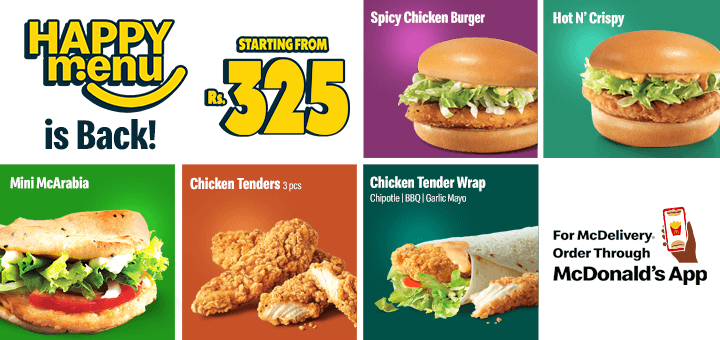 HAPPY
menu
is Back!
STARTING FROM
Rs. 325
Spicy Chicken Burger
Hot N' Crispy
Mini McArabia
Chicken Tenders 3 pcs
Chicken Tender Wrap
Chipotle | BBQ | Garlic Mayo
For McDelivery®
Order Through
McDonald's App